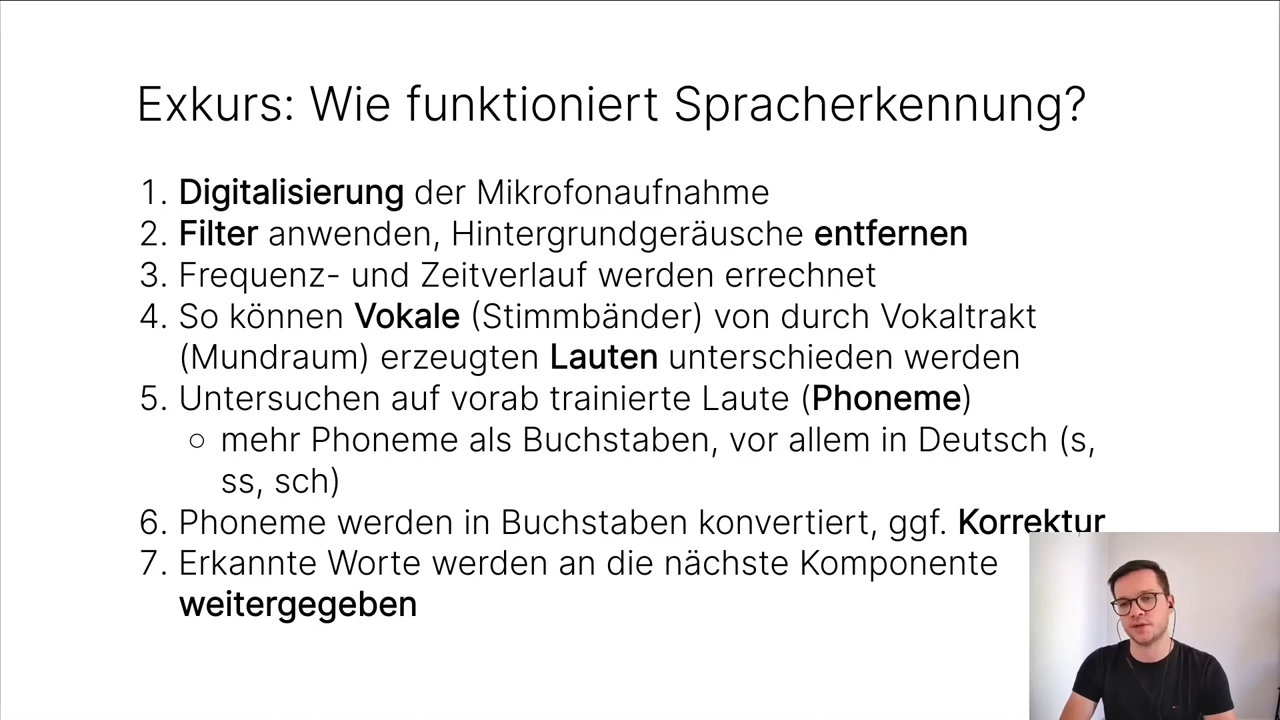 Exkurs: Wie funktioniert Spracherkennung?
1. Digitalisierung der Mikrofonaufnahme
2. Filter anwenden, Hintergrundgeräusche entfernen
3. Frequenz- und Zeitverlauf werden errechnet
4. So können Vokale (Stimmbänder) von durch Vokaltrakt
(Mundraum) erzeugten Lauten unterschieden werden
5. Untersuchen auf vorab trainierte Laute (Phoneme)
○ mehr Phoneme als Buchstaben, vor allem in Deutsch (s,
ss, sch)
6. Phoneme werden in Buchstaben konvertiert, ggf. Korrektur
7. Erkannte Worte werden an die nächste Komponente
weitergegeben